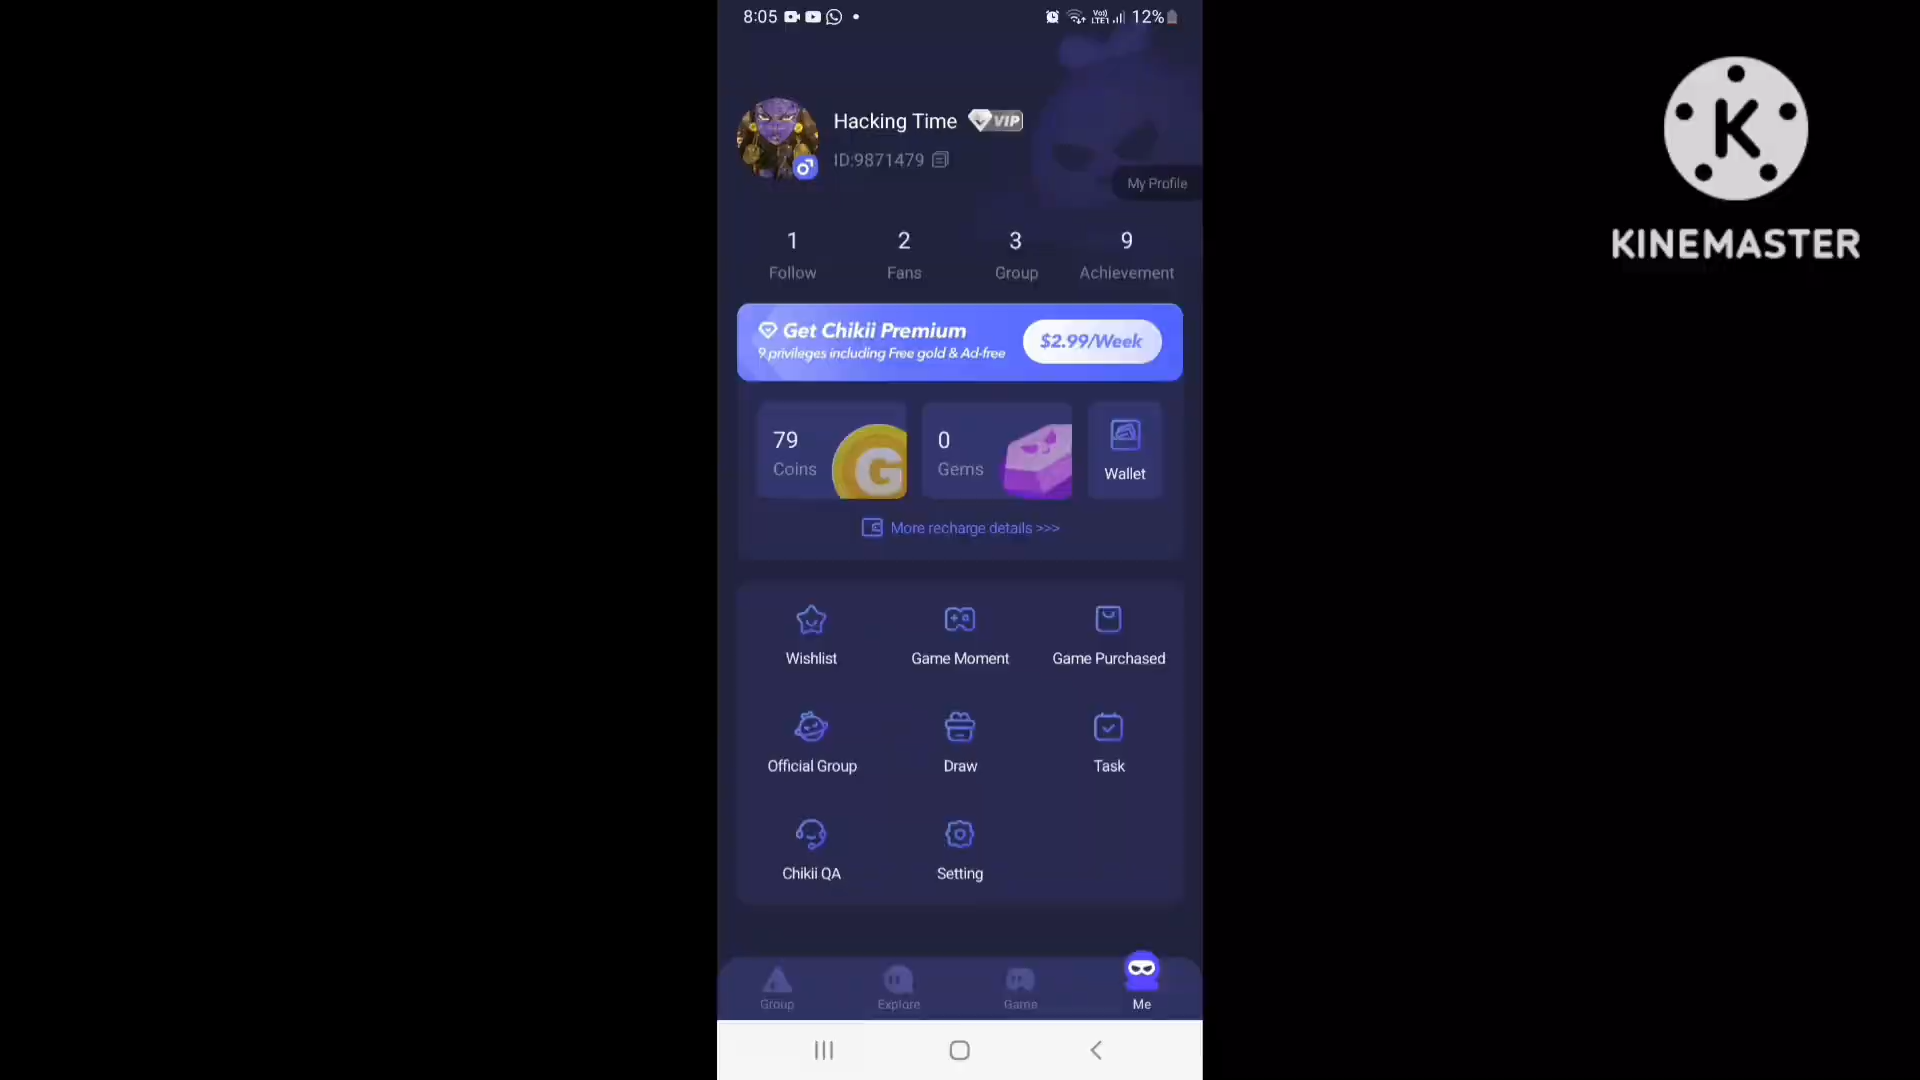 8:05
Vo))
LTE1
12%
Hacking Time
VIP
ID:9871479
My Profile
1
2
3
9
Follow
Fans
Group
Achievement
Get Chikii Premium
9 privileges including Free gold & Ad-free
$2.99/Week
79
Coins
G
0
Gems
Wallet
More recharge details >>>
Wishlist
Game Moment
Game Purchased
Official Group
Draw
Task
Chikii QA
Setting
Group
Explore
Game
Me
K
KINEMASTER